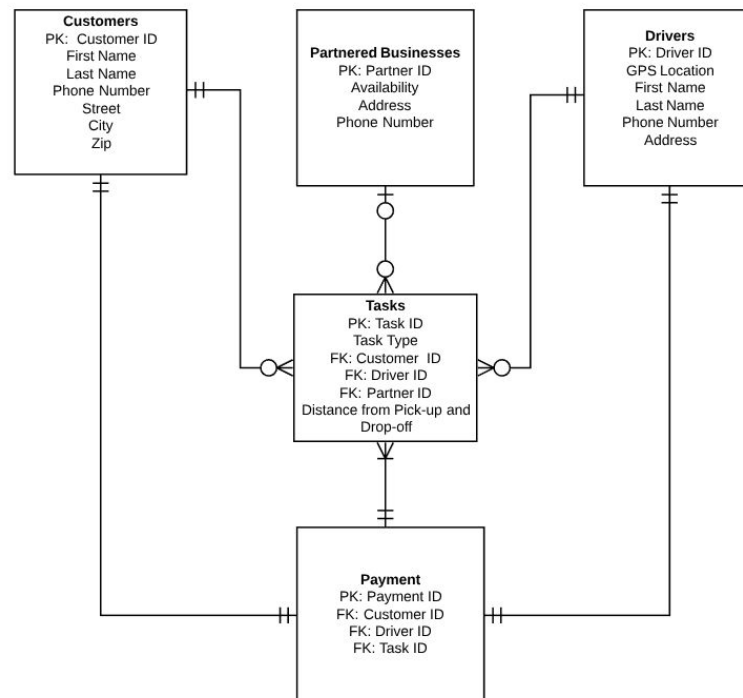 Customers
PK: Customer ID
First Name
Last Name
Phone Number
Street
City
Zip
Partnered Businesses
PK: Partner ID
Availability
Address
Phone Number
Drivers
PK: Driver ID
GPS Location
First Name
Last Name
Phone Number
Address
Tasks
PK: Task ID
Task Type
FK: Customer ID
FK: Driver ID
FK: Partner ID
Distance from Pick-up and
Drop-off
Payment
PK: Payment ID
FK: Customer ID
FK: Driver ID
FK: Task ID